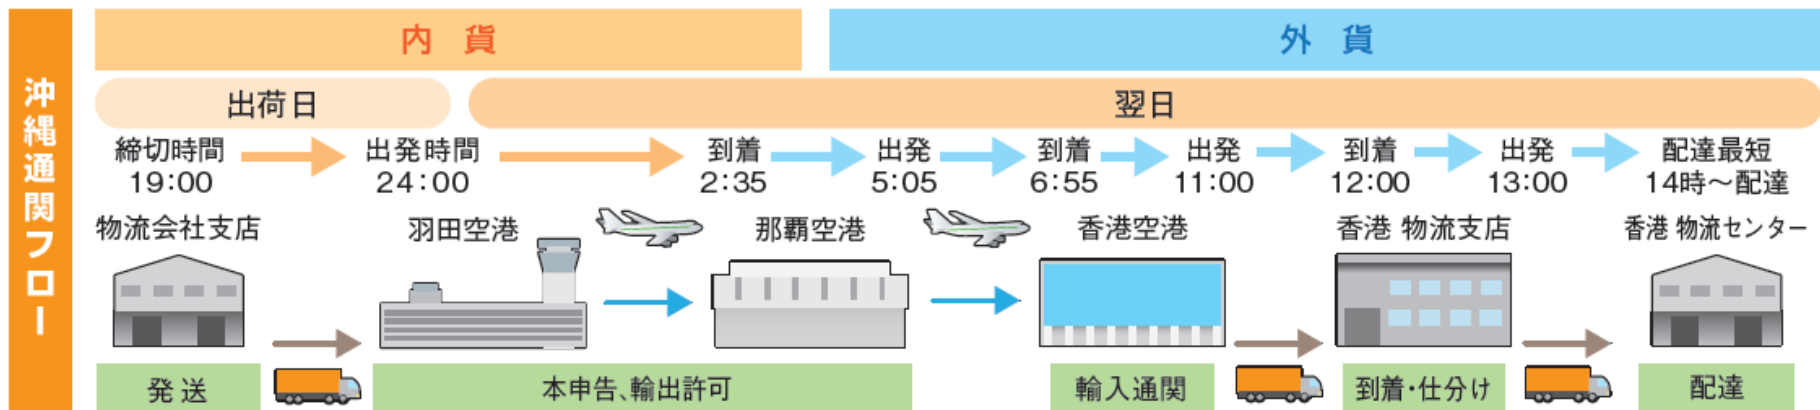 沖縄通関フロー
内 貨
外 貨
出荷日
翌日
締切時間
19:00
出発時間
24:00
到着
2:35
出発
5:05
到着
6:55
出発
11:00
到着
12:00
出発
13:00
配達最短
14時〜配達
物流会社支店
羽田空港
那覇空港
香港空港
香港 物流支店
香港 物流センター
発 送
本申告、輸出許可
輸入通関
到着・仕分け
配達